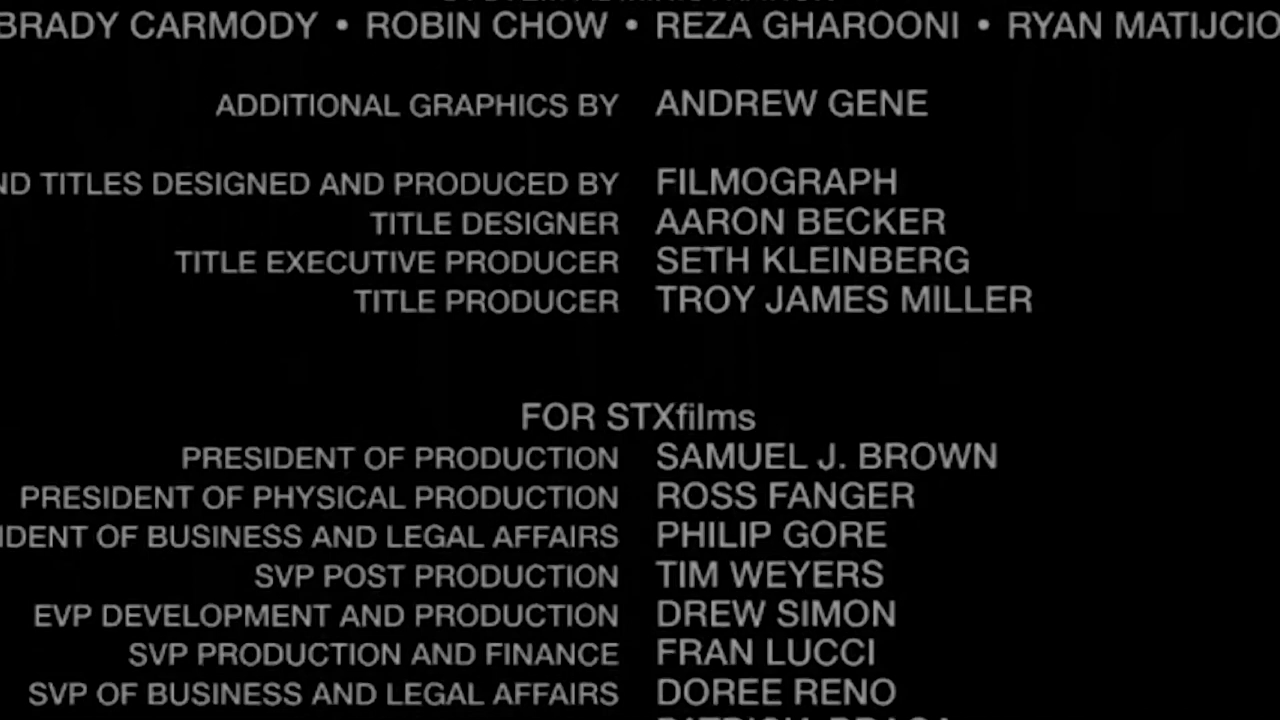 BRADY CARMODY • ROBIN CHOW • REZA GHAROONI • RYAN
ADDITIONAL GRAPHICS BY ANDREW GENE
TITLES DESIGNED AND PRODUCED BY FILMOGRAPH
TITLE DESIGNER AARON BECKER
TITLE EXECUTIVE PRODUCER SETH KLEINBERG
TITLE PRODUCER TROY JAMES MILLER
FOR STXfilms
PRESIDENT OF PRODUCTION SAMUEL J. BROWN
PRESIDENT OF PHYSICAL PRODUCTION ROSS FANGER
OF BUSINESS AND LEGAL AFFAIRS PHILIP GORE
SVP POST PRODUCTION TIM WEYERS
EVP DEVELOPMENT AND PRODUCTION DREW SIMON
SVP PRODUCTION AND FINANCE FRAN LUCCI
SVP OF BUSINESS AND LEGAL AFFAIRS DOREE RENO